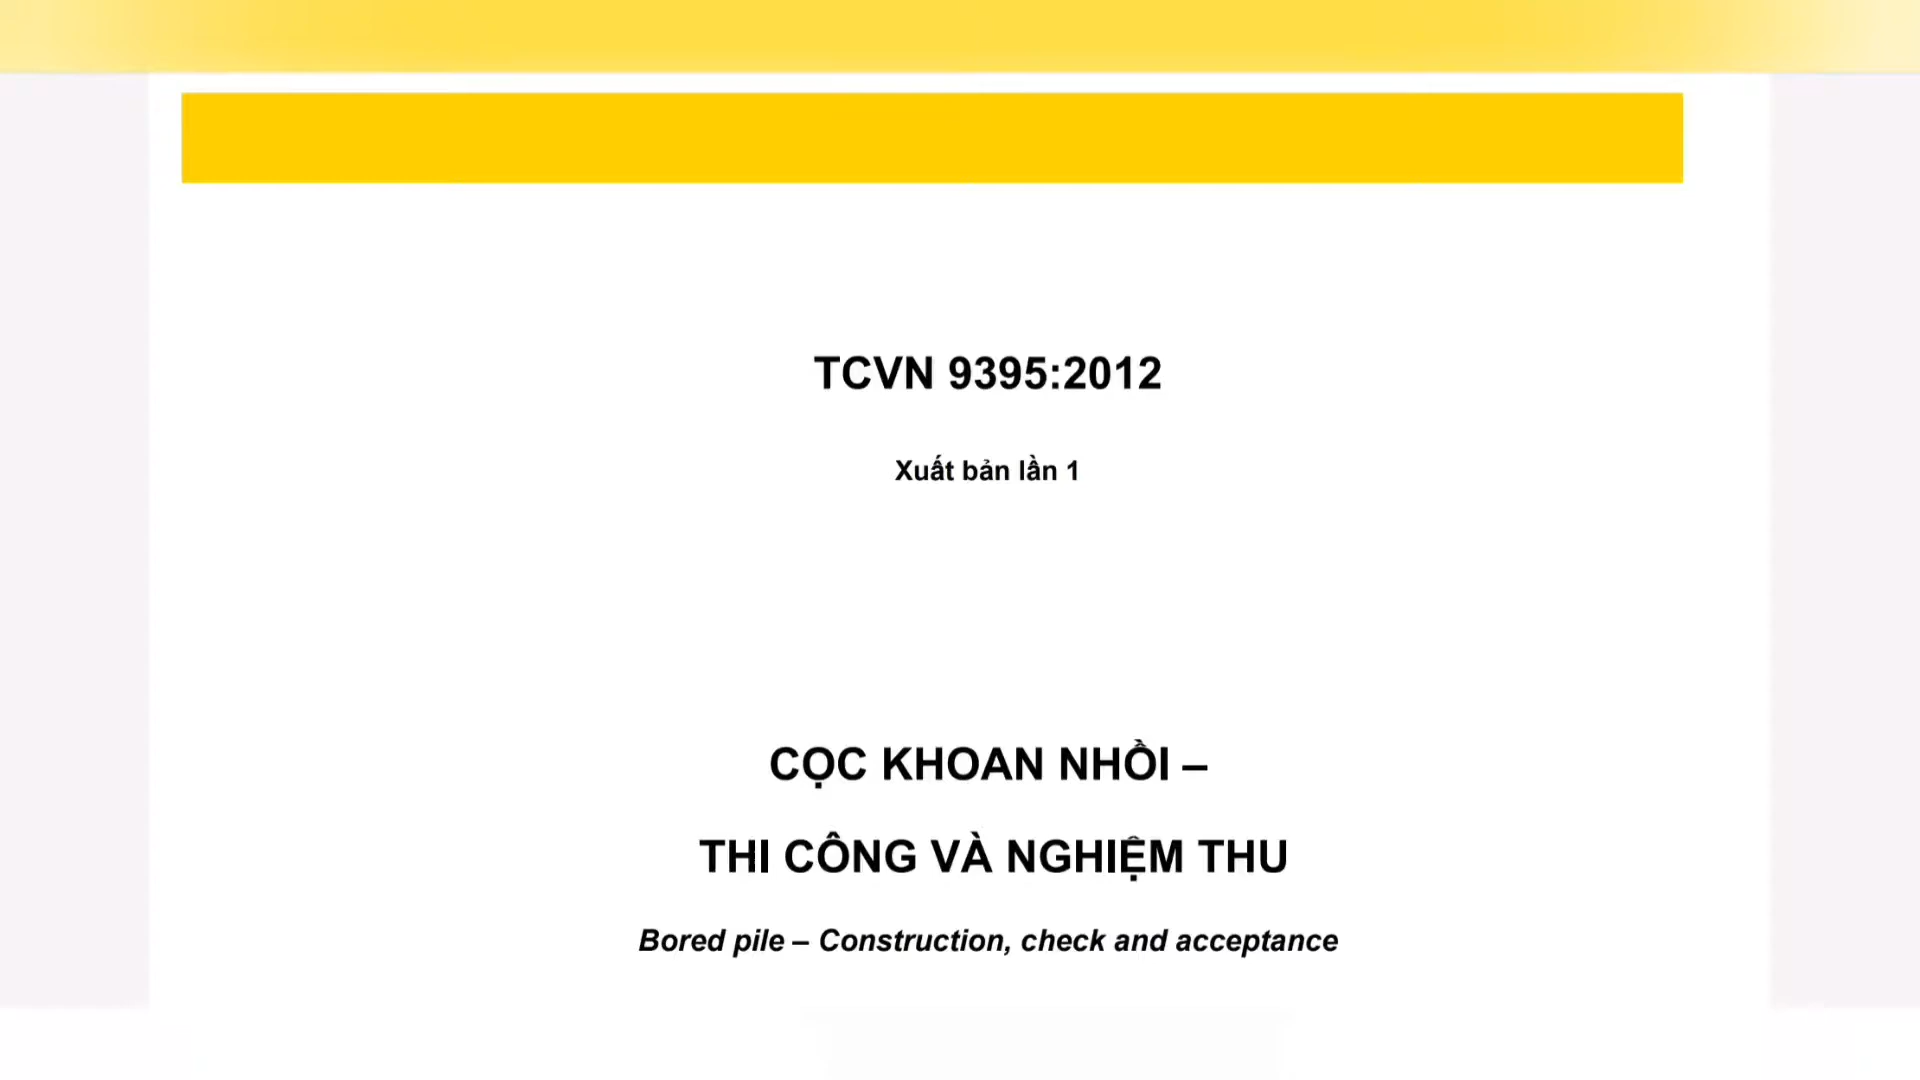 TCVN 9395:2012
Xuất bản lần 1
CỌC KHOAN NHỒI –
THI CÔNG VÀ NGHIỆM THU
Bored pile – Construction, check and acceptance